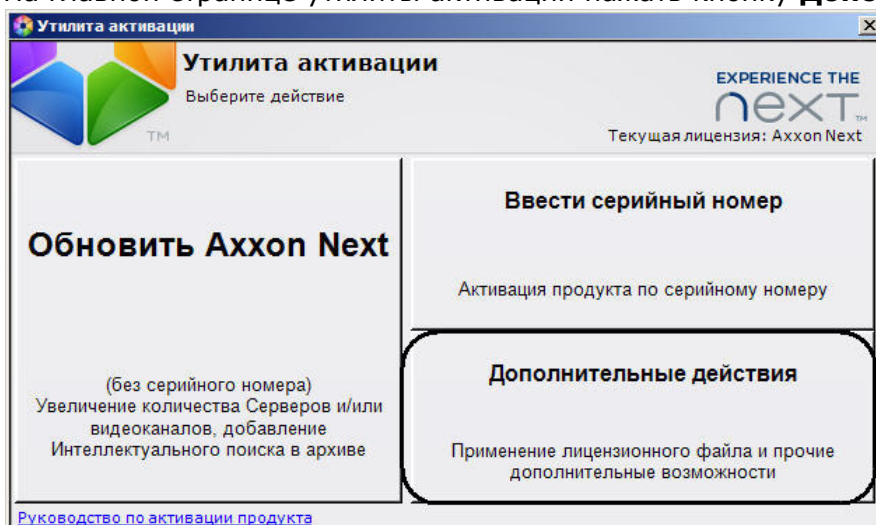 Утилита активации
Утилита активации
Выберите действие
EXPERIENCE THE
next
TM
TM
Текущая лицензия: Axxon Next
Обновить Axxon Next
(без серийного номера)
Увеличение количества Серверов и/или
видеоканалов, добавление
Интеллектуального поиска в архиве
Ввести серийный номер
Активация продукта по серийному номеру
Дополнительные действия
Применение лицензионного файла и прочие
дополнительные возможности
Руководство по активации продукта